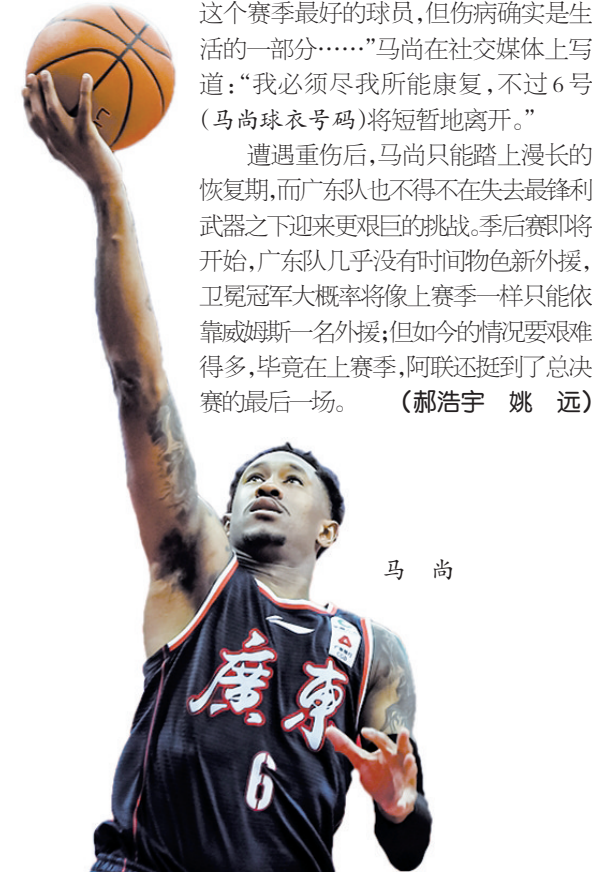 这个赛季最好的球员,但伤病确实是生
活的一部分……”马尚在社交媒体上写
道:“我必须尽我所能康复,不过6号
(马尚球衣号码)将短暂地离开。”
遭遇重伤后,马尚只能踏上漫长的
恢复期,而广东队也不得不在失去最锋利
武器之下迎来更艰巨的挑战。季后赛即将
开始,广东队几乎没有时间物色新外援,
卫冕冠军大概率将像上赛季一样只能依
靠威姆斯一名外援;但如今的情况要艰难
得多,毕竟在上赛季,阿联还挺到了总决
赛的最后一场。 (郝浩宇 姚 远)
马 尚
廣東
6